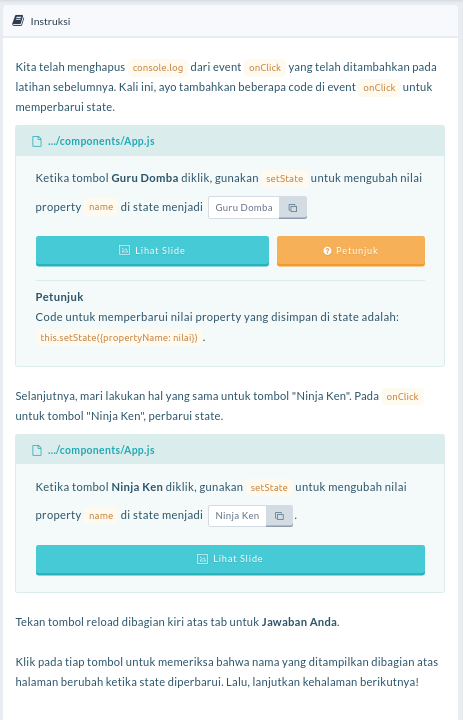 Instruksi
Kita telah menghapus console.log dari event onClick yang telah ditambahkan pada
latihan sebelumnya. Kali ini, ayo tambahkan beberapa code di event onClick untuk
memperbarui state.
.../components/App.js
Ketika tombol Guru Domba diklik, gunakan setState untuk mengubah nilai
property name di state menjadi Guru Domba
Lihat Slide
Petunjuk
Petunjuk
Code untuk memperbarui nilai property yang disimpan di state adalah:
this.setState({propertyName: nilai}) .
Selanjutnya, mari lakukan hal yang sama untuk tombol "Ninja Ken". Pada onClick
untuk tombol "Ninja Ken", perbarui state.
.../components/App.js
Ketika tombol Ninja Ken diklik, gunakan setState untuk mengubah nilai
property name di state menjadi Ninja Ken .
Lihat Slide
Tekan tombol reload dibagian kiri atas tab untuk Jawaban Anda.
Klik pada tiap tombol untuk memeriksa bahwa nama yang ditampilkan dibagian atas
halaman berubah ketika state diperbarui. Lalu, lanjutkan kehalaman berikutnya!